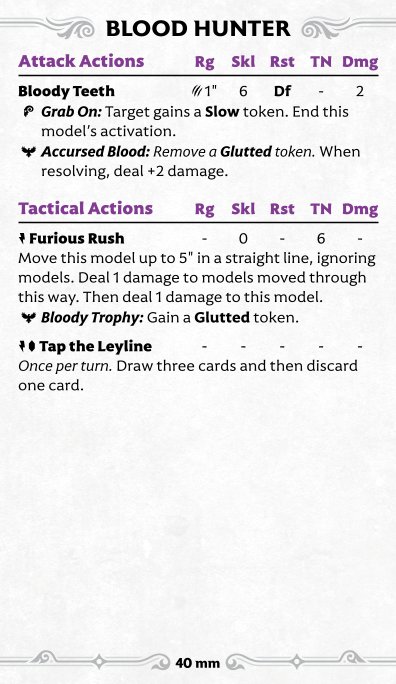 BLOOD HUNTER
Attack Actions Rg Skl Rst TN Dmg
Bloody Teeth 1" 6 Df - 2
Grab On: Target gains a Slow token. End this
model's activation.
Accursed Blood: Remove a Glutted token. When
resolving, deal +2 damage.
Tactical Actions Rg Skl Rst TN Dmg
Furious Rush - 0 - 6 -
Move this model up to 5" in a straight line, ignoring
models. Deal 1 damage to models moved through
this way. Then deal 1 damage to this model.
Bloody Trophy: Gain a Glutted token.
Tap the Leyline - - - - -
Once per turn. Draw three cards and then discard
one card.
40 mm